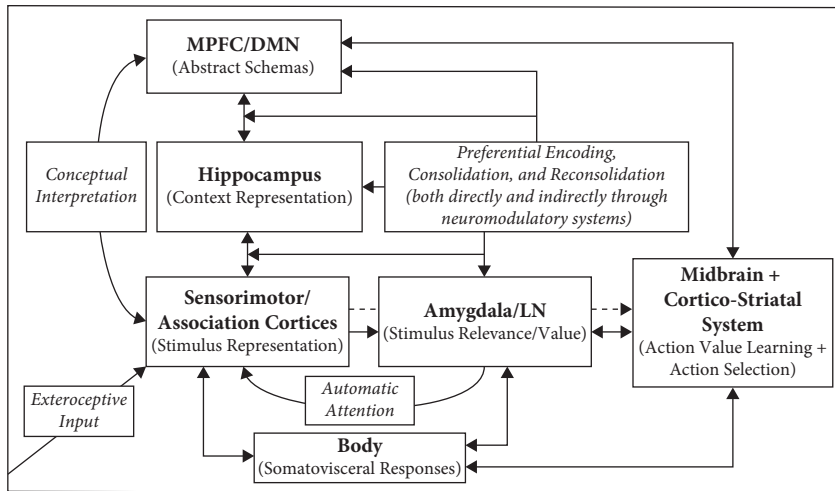 MPFC/DMN
(Abstract Schemas)
Conceptual
Interpretation
Hippocampus
(Context Representation)
Preferential Encoding,
Consolidation, and Reconsolidation
(both directly and indirectly through
neuromodulatory systems)
Sensorimotor/
Association Cortices
(Stimulus Representation)
Amygdala/LN
(Stimulus Relevance/Value)
Midbrain +
Cortico-Striatal
System
(Action Value Learning +
Action Selection)
Exteroceptive
Input
Automatic
Attention
Body
(Somatovisceral Responses)